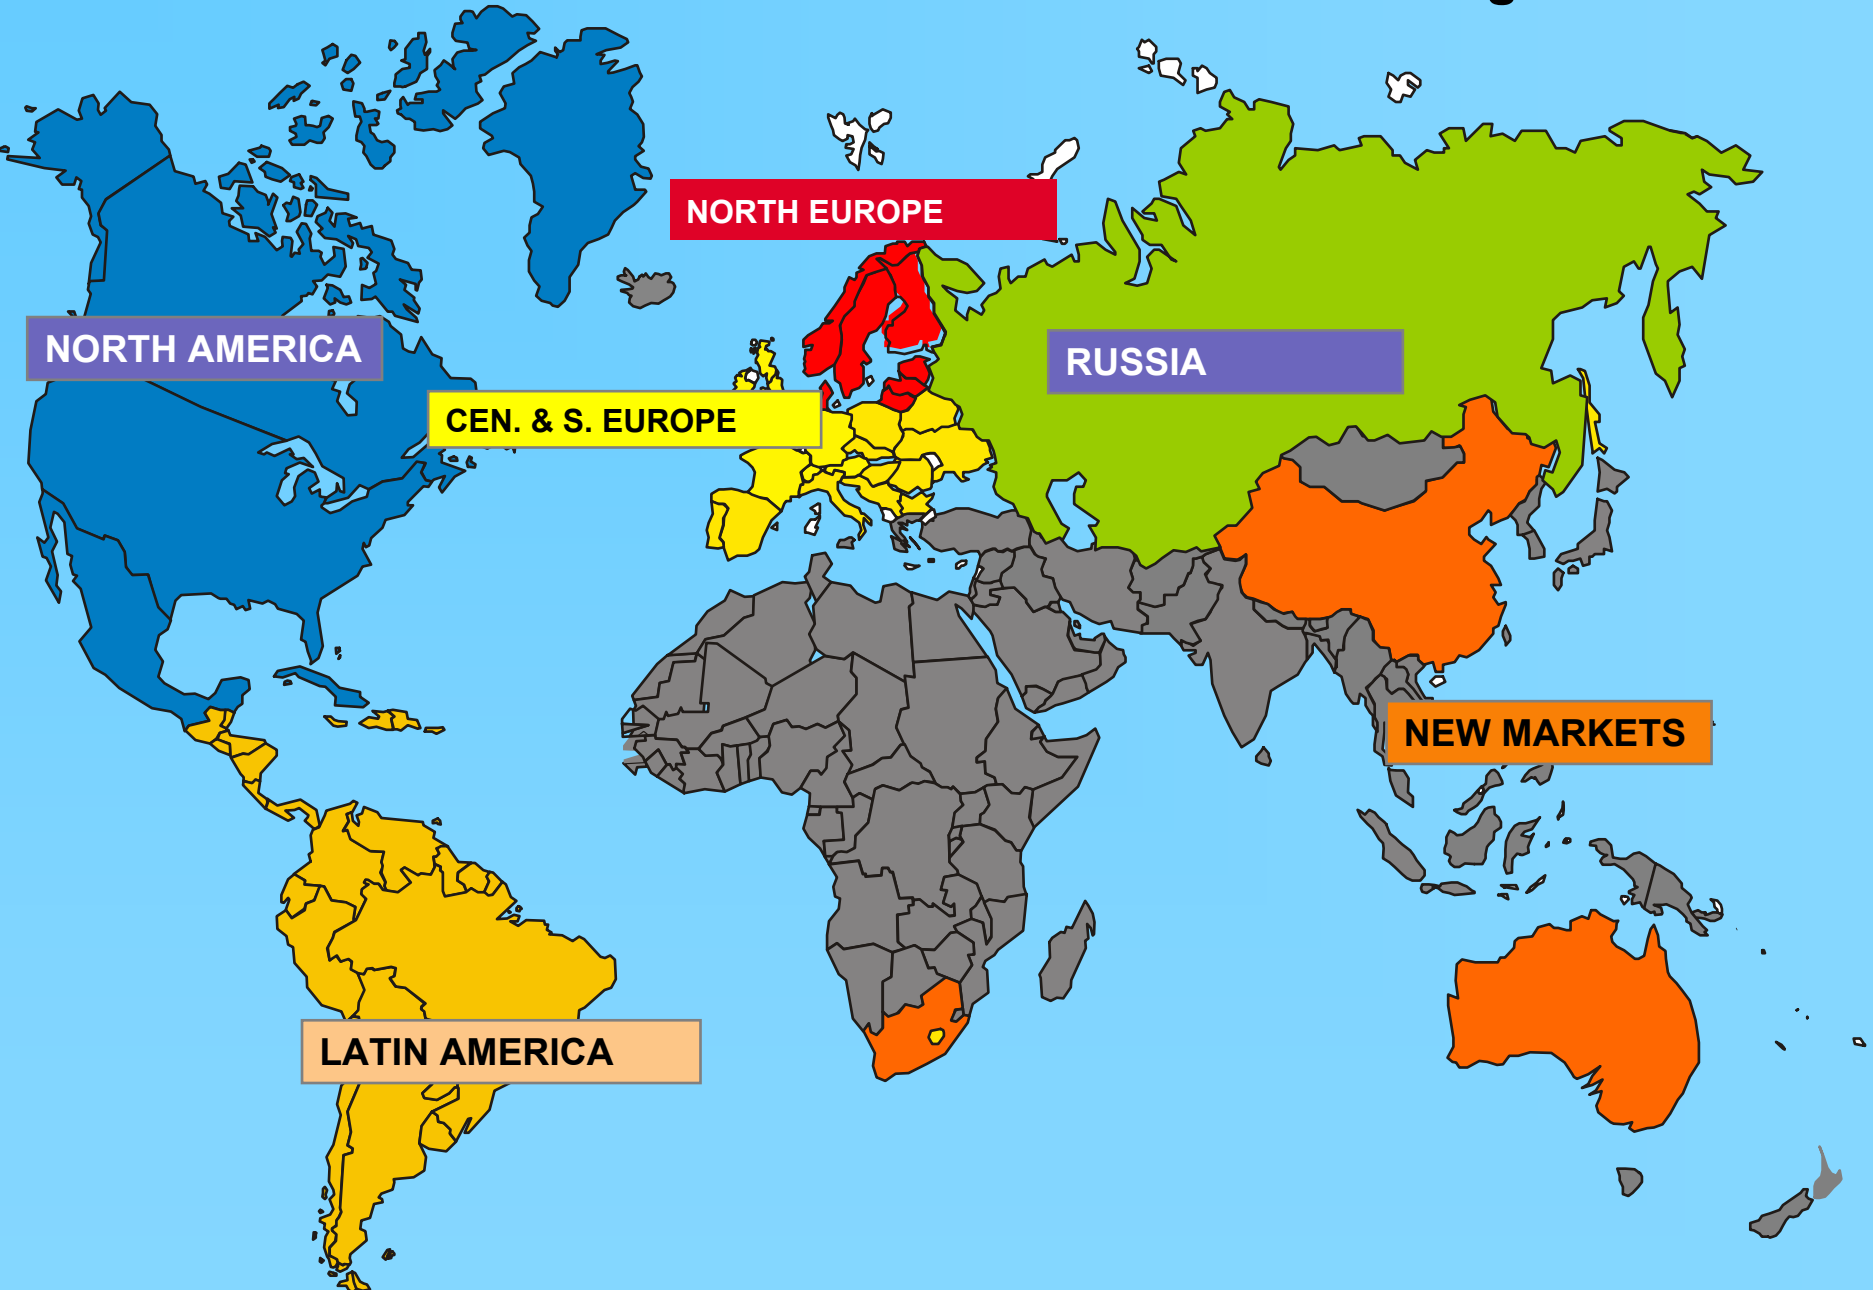 NORTH EUROPE
NORTH AMERICA
RUSSIA
CEN. & S. EUROPE
NEW MARKETS
LATIN AMERICA